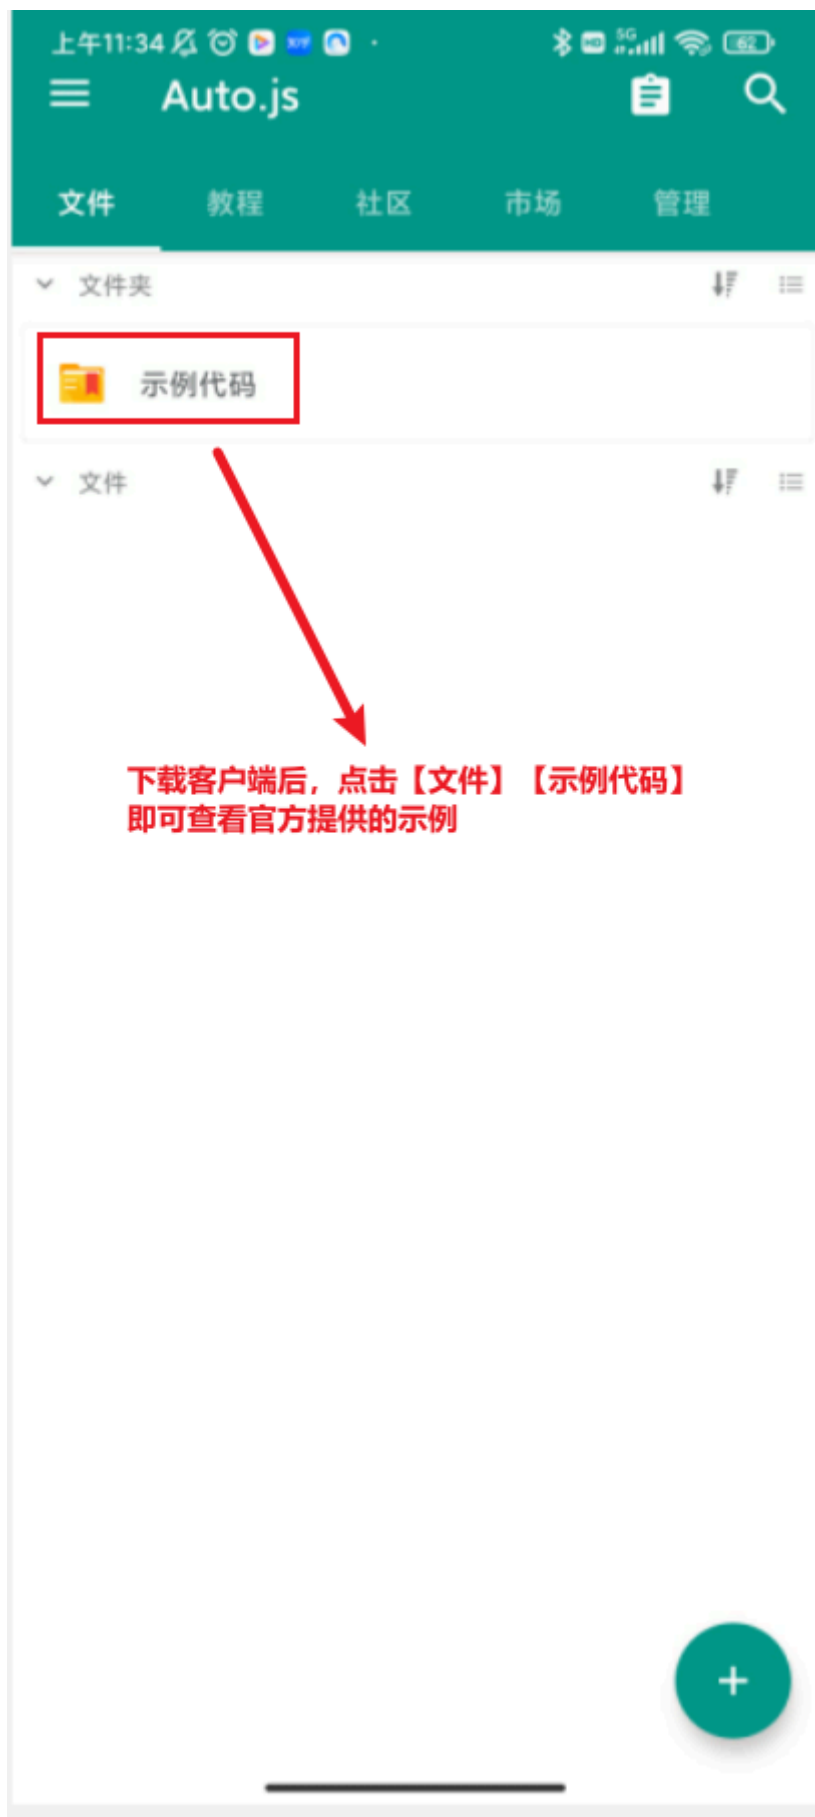 上午11:34
5G
62
Auto.js
文件 教程 社区 市场 管理
文件夹
示例代码
文件
下载客户端后，点击【文件】【示例代码】
即可查看官方提供的示例